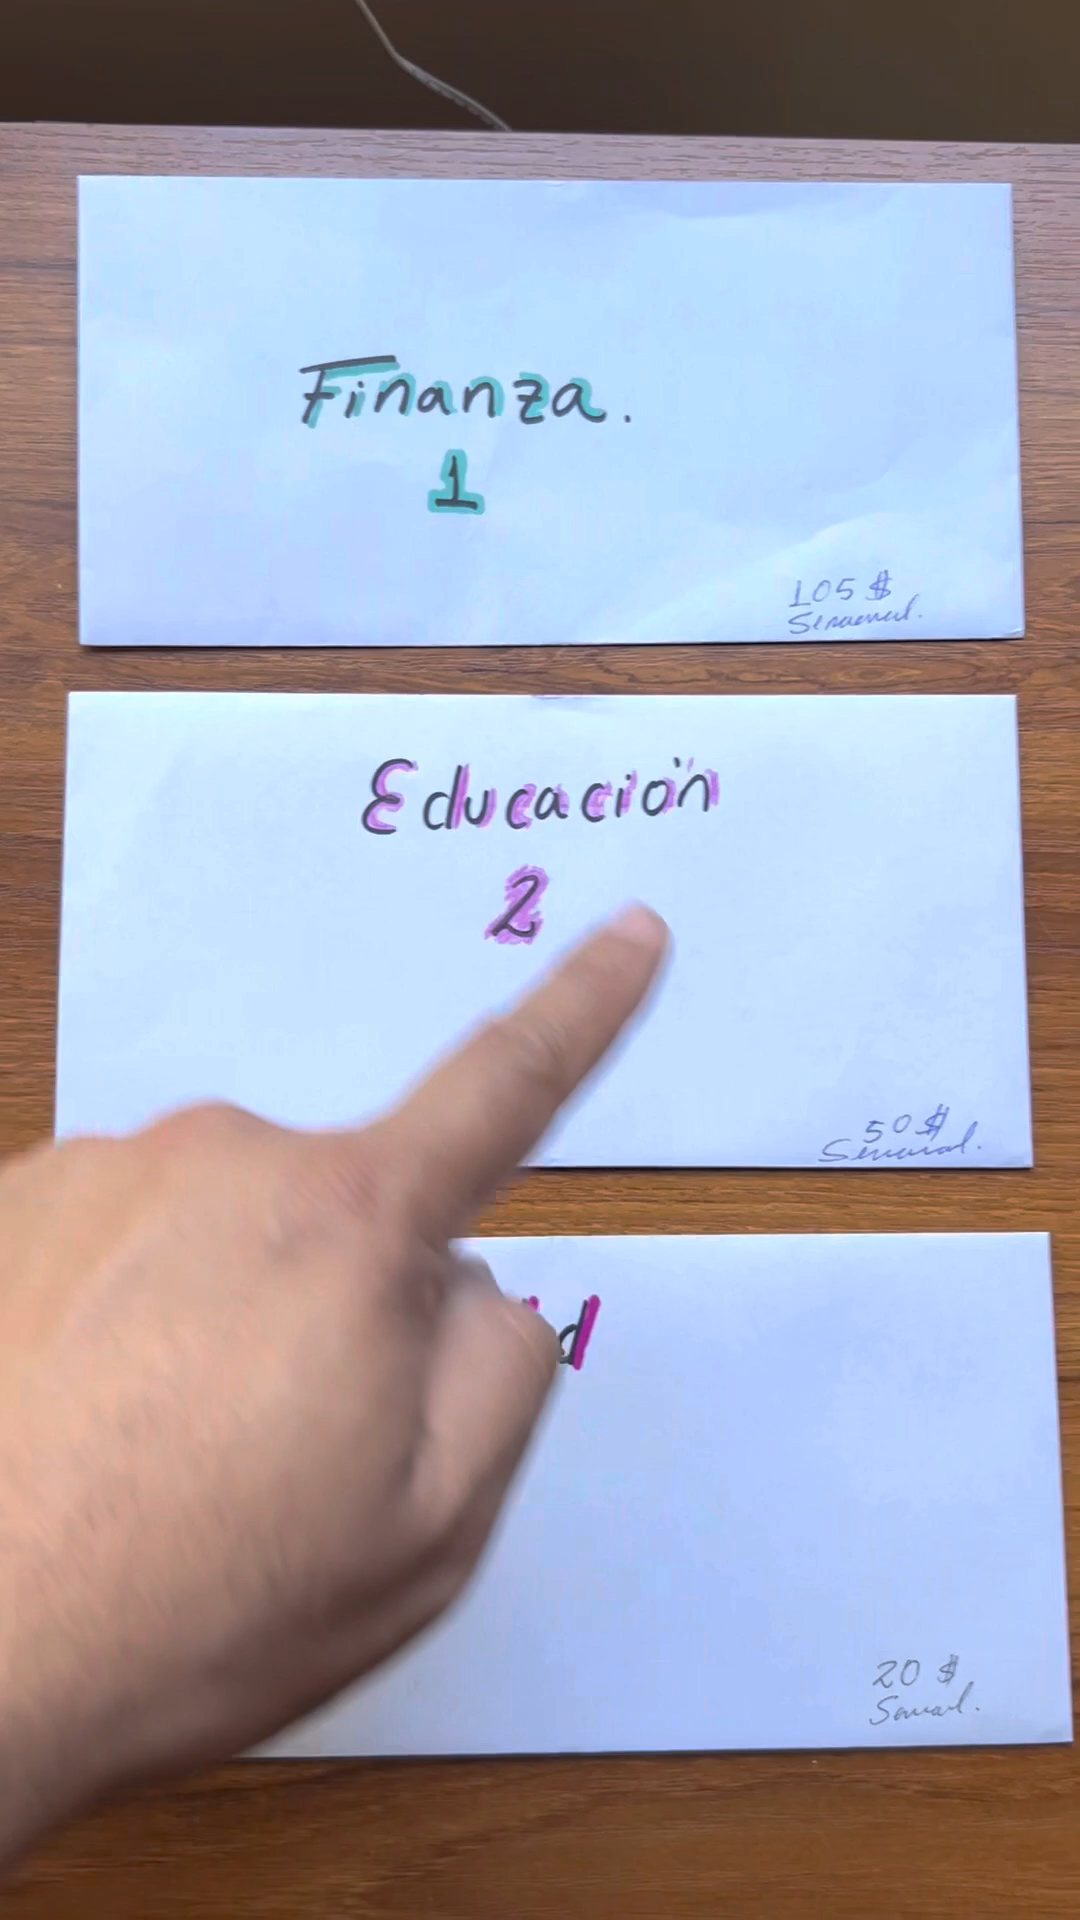 Finanza.
1
105 $
Semanal.
Educación
2
50 $
Semanal.
d
20 $
Semanal.